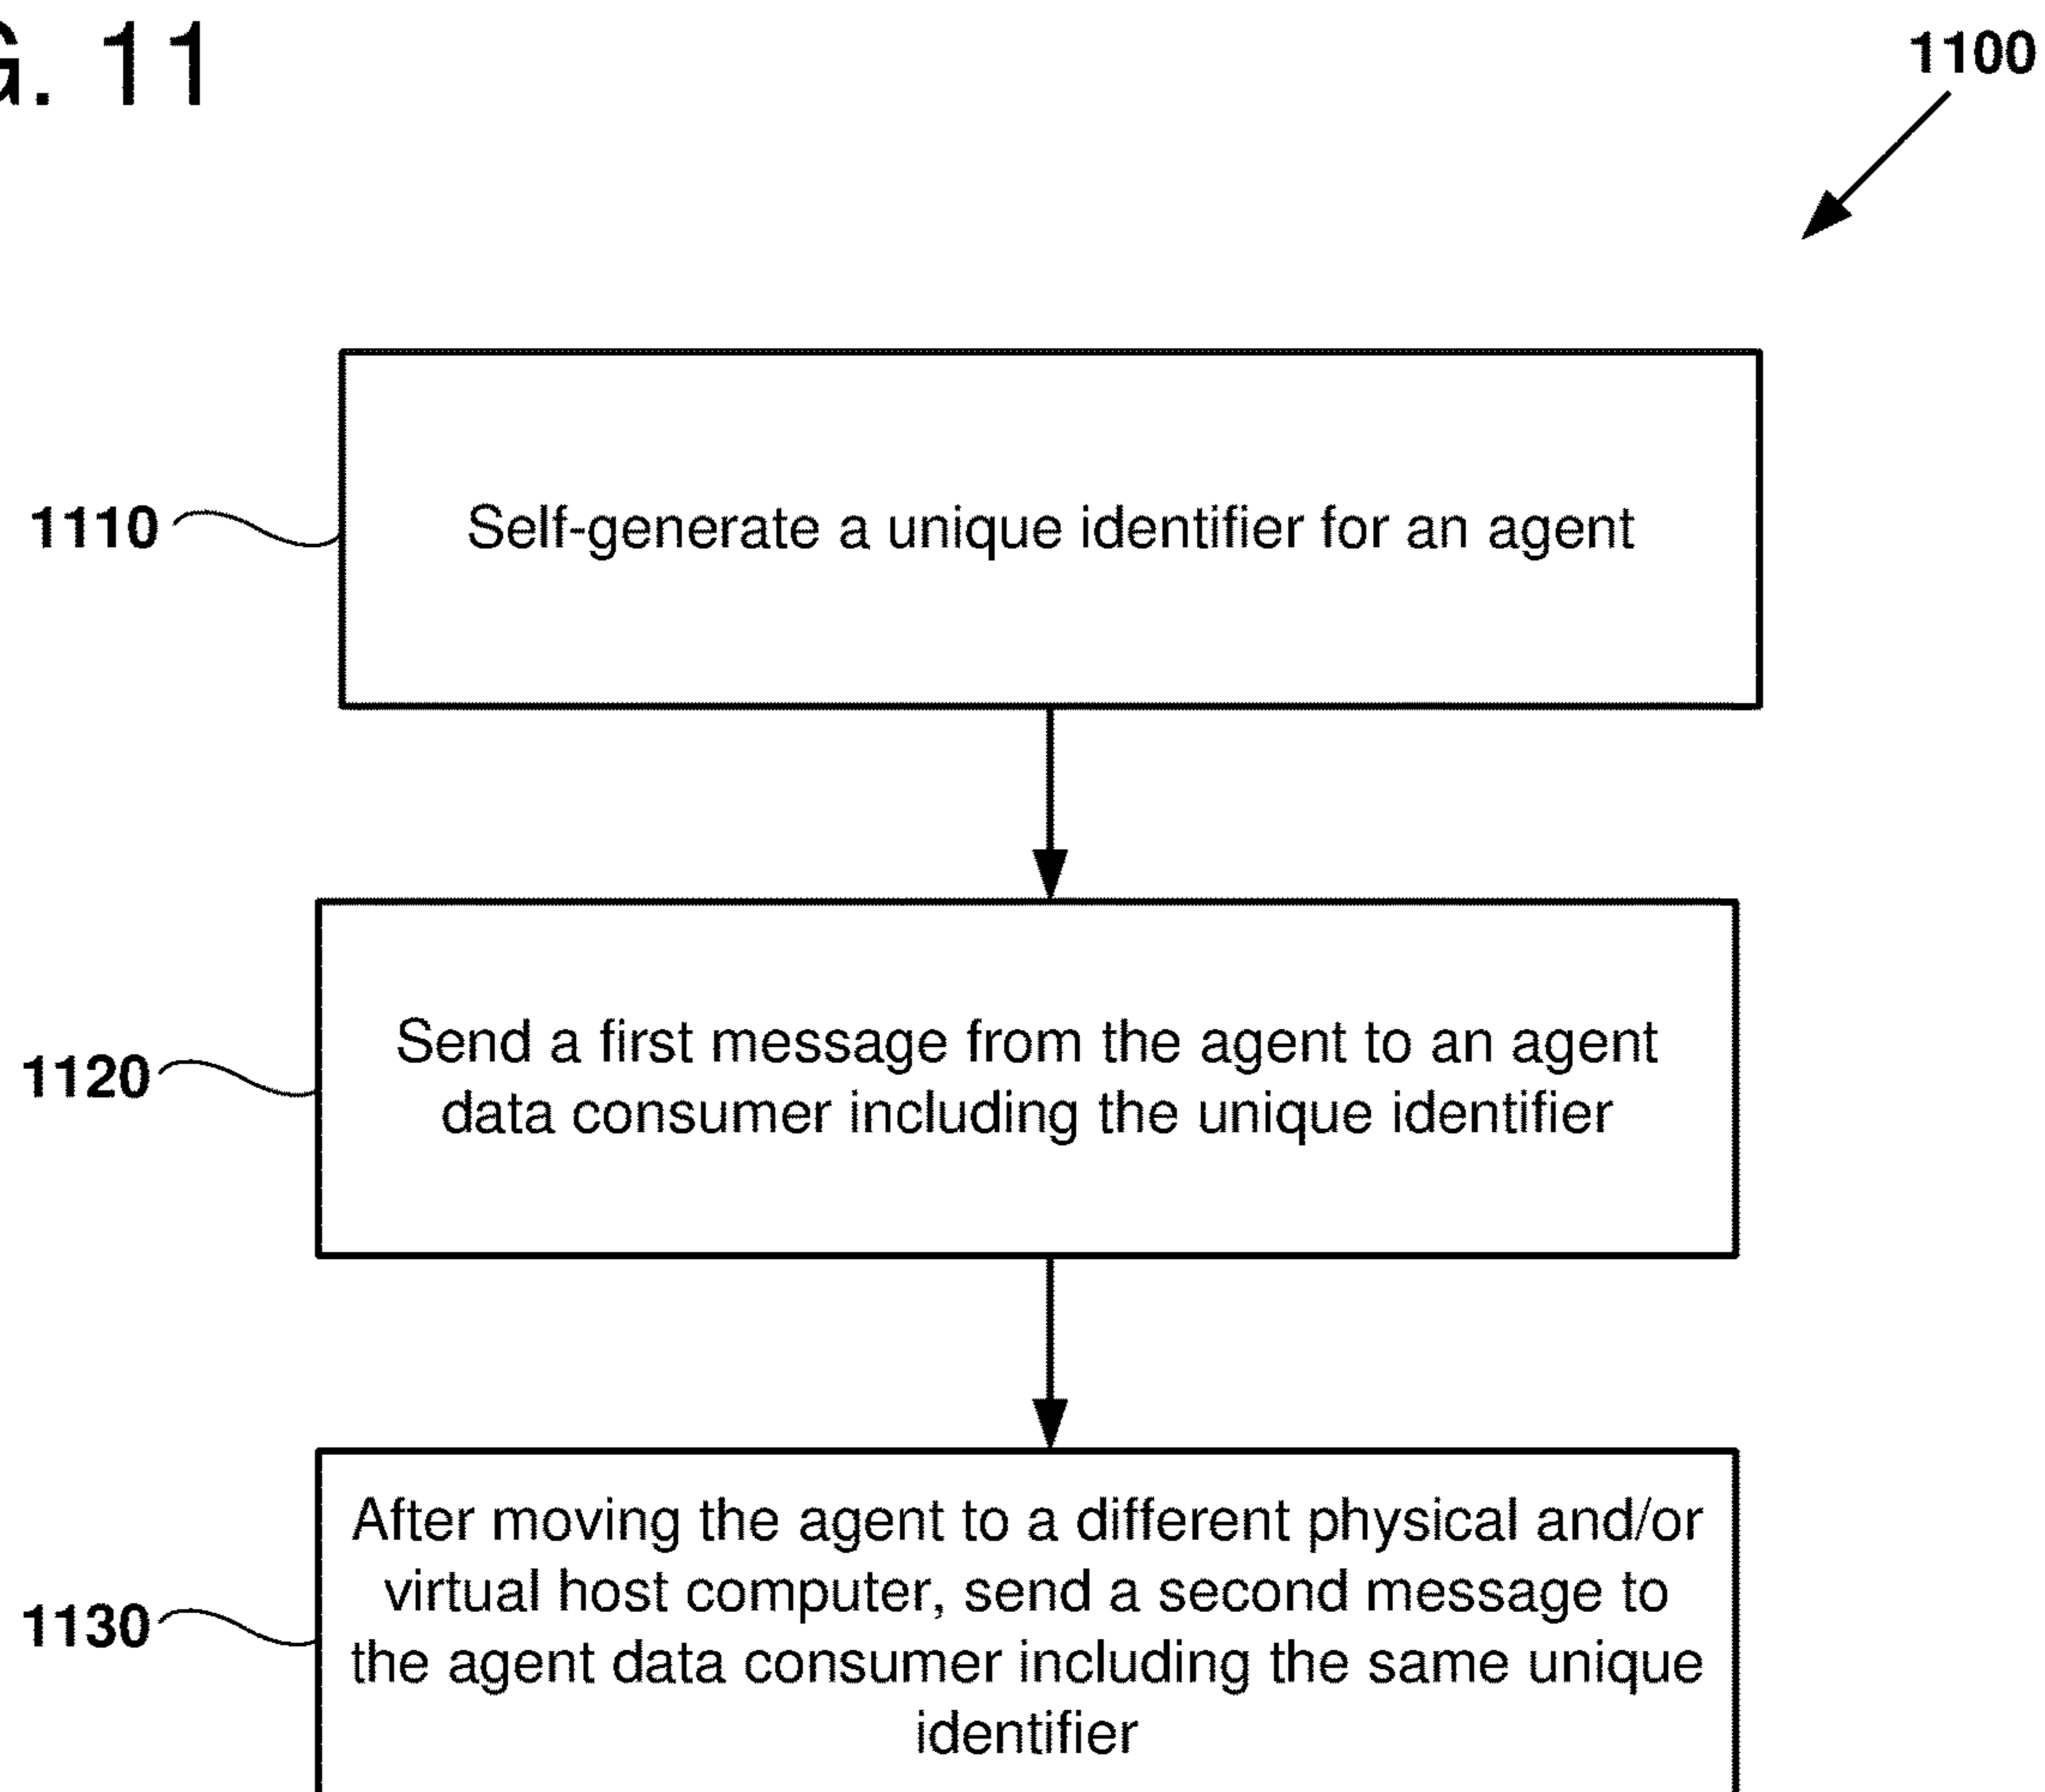 G. 11
1100
1110
Self-generate a unique identifier for an agent
1120
Send a first message from the agent to an agent
data consumer including the unique identifier
1130
After moving the agent to a different physical and/or
virtual host computer, send a second message to
the agent data consumer including the same unique
identifier